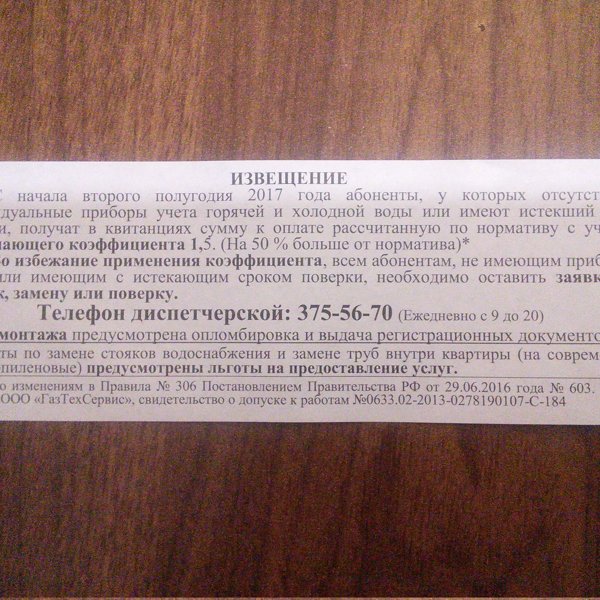 ИЗВЕЩЕНИЕ
С начала второго полугодия 2017 года абоненты, у которых отсутст
идуальные приборы учета горячей и холодной воды или имеют истекший
и, получат в квитанциях сумму к оплате рассчитанную по нормативу с уч
лающего коэффициента 1,5. (На 50 % больше от норматива)*
о избежание применения коэффициента, всем абонентам, не имеющим приб
или имеющим с истекающим сроком поверки, необходимо оставить заявк
к, замену или поверку.
Телефон диспетчерской: 375-56-70 (Ежедневно с 9 до 20)
монтажа предусмотрена опломбировка и выдача регистрационных документо
ты по замене стояков водоснабжения и замене труб внутри квартиры (на соврем
пиленовые) предусмотрены льготы на предоставление услуг.
о изменениям в Правила № 306 Постановлением Правительства РФ от 29.06.2016 года № 603.
ООО «ГазТехСервис», свидетельство о допуске к работам №0633.02-2013-0278190107-С-184